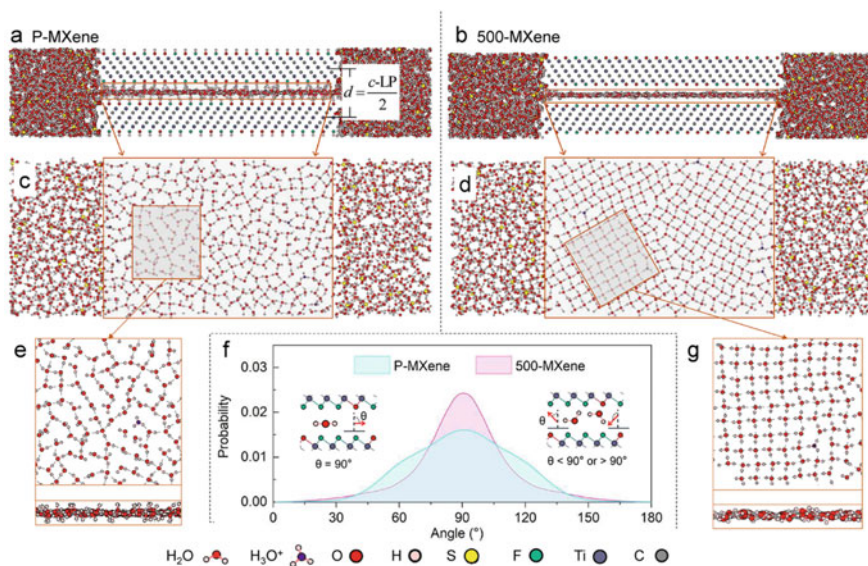 a P-MXene
b 500-MXene
d = c-LP / 2
c
d
e
f
g
P-MXene
500-MXene
0.03
0.02
0.01
0.00
Probability
θ
θ = 90°
θ
θ < 90° or > 90°
0
30
60
90
120
150
180
Angle (°)
H₂O
H₃O⁺
O
H
S
F
Ti
C